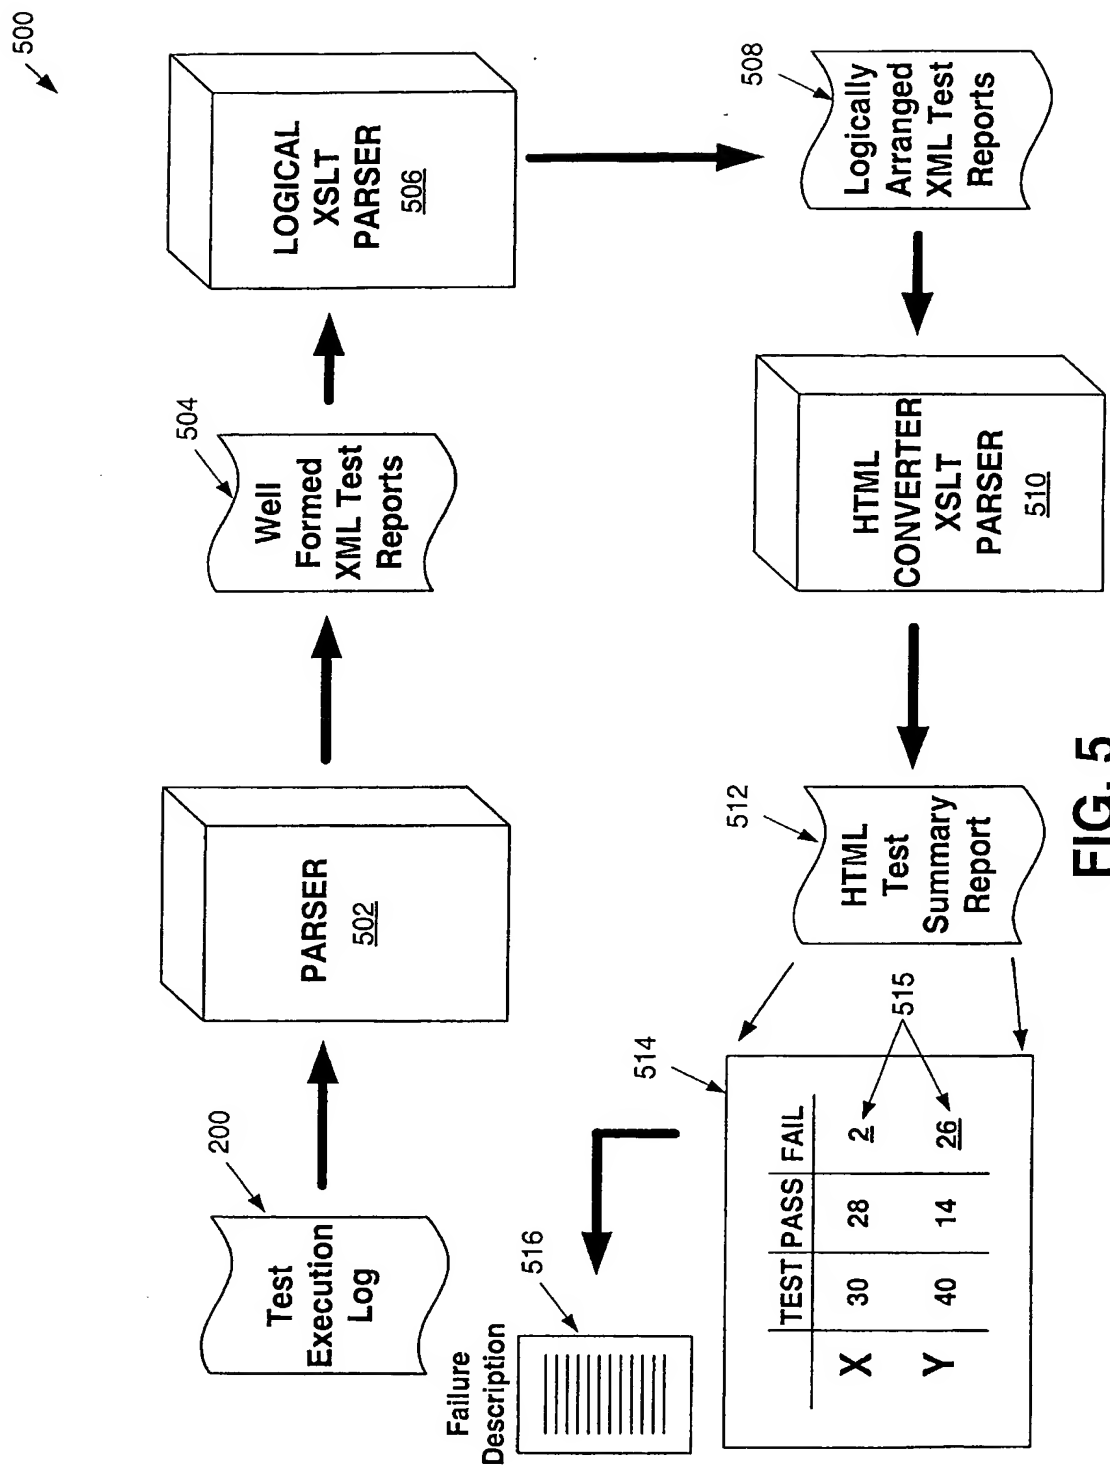 500
Test
Execution
Log
200
PARSER
502
Well
Formed
XML Test
Reports
504
LOGICAL
XSLT
PARSER
506
Logically
Arranged
XML Test
Reports
508
HTML
CONVERTER
XSLT
PARSER
510
HTML
Test
Summary
Report
512
514
TEST PASS FAIL
X 30 28 2
Y 40 14 26
515
Failure
Description
516
FIG. 5